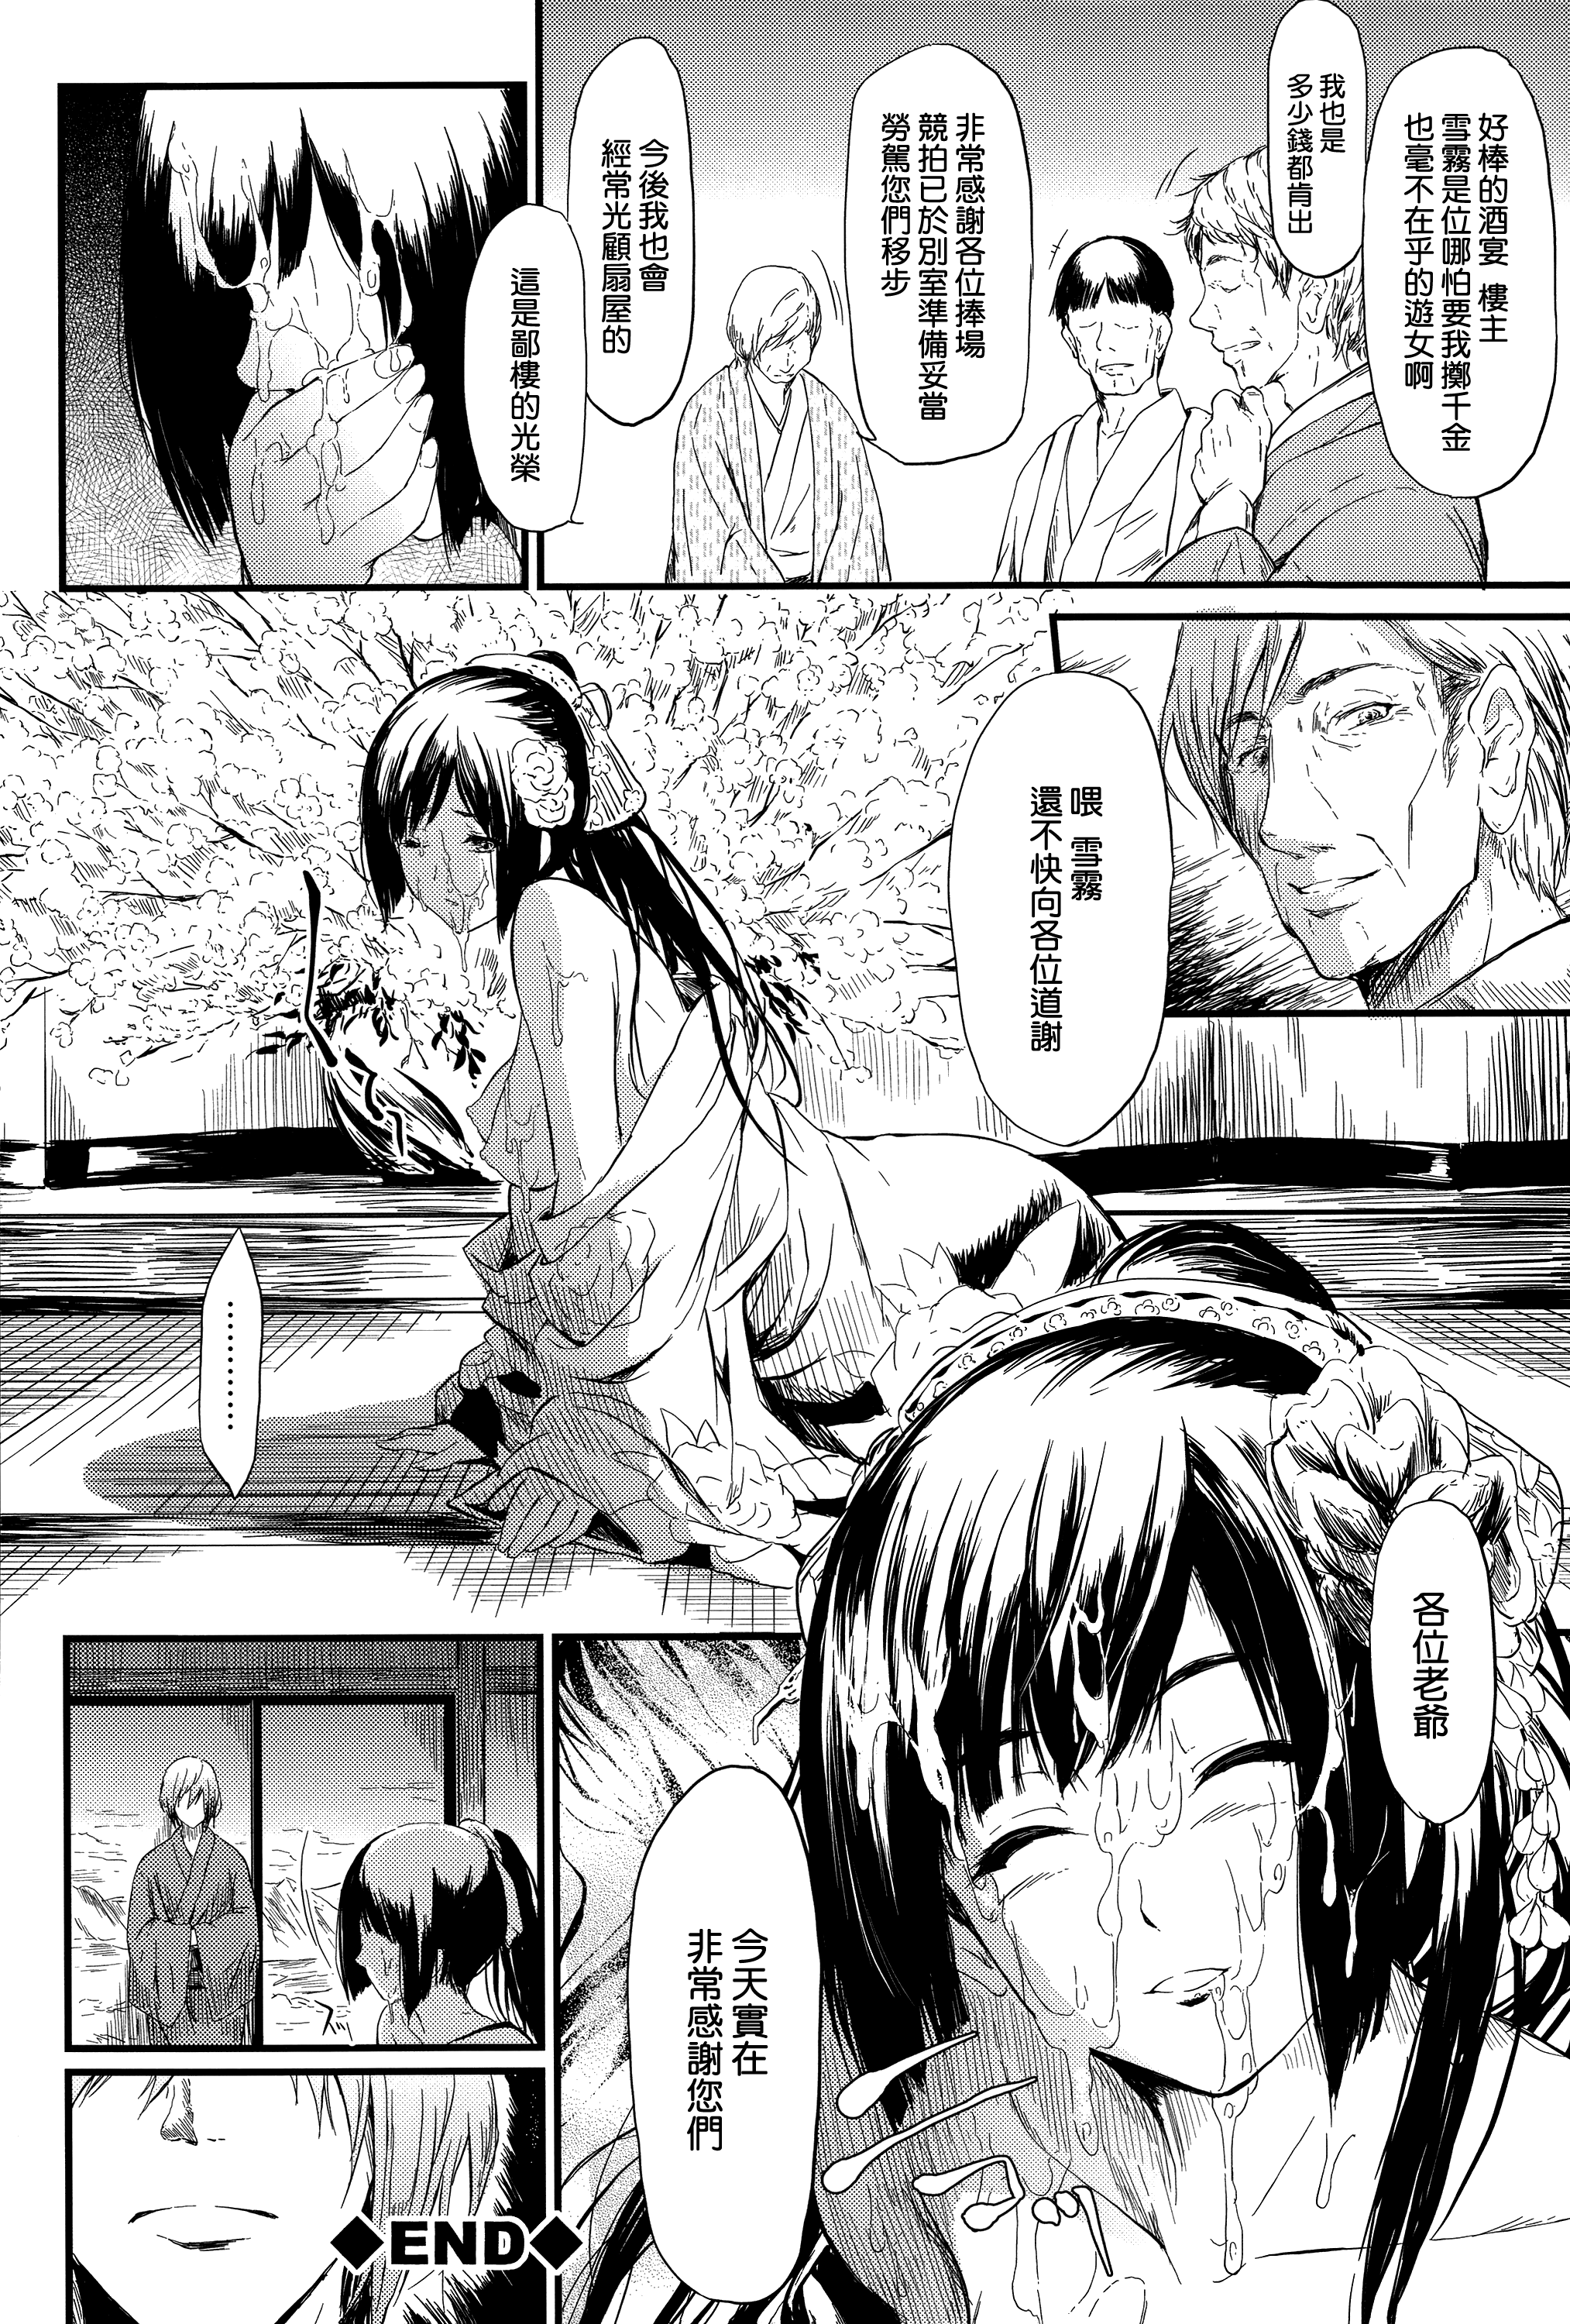 好棒的酒宴 樓主
雪霧是位哪怕要我擲千金
也毫不在乎的遊女啊
我也是
多少錢都肯出
非常感謝各位捧場
競拍已於別室準備妥當
勞駕您們移步
今後我也會
經常光顧扇屋的
這是鄙樓的光榮
喂 雪霧
還不快向各位道謝
…………
各位老爺
今天實在
非常感謝您們
スッ
◆END◆